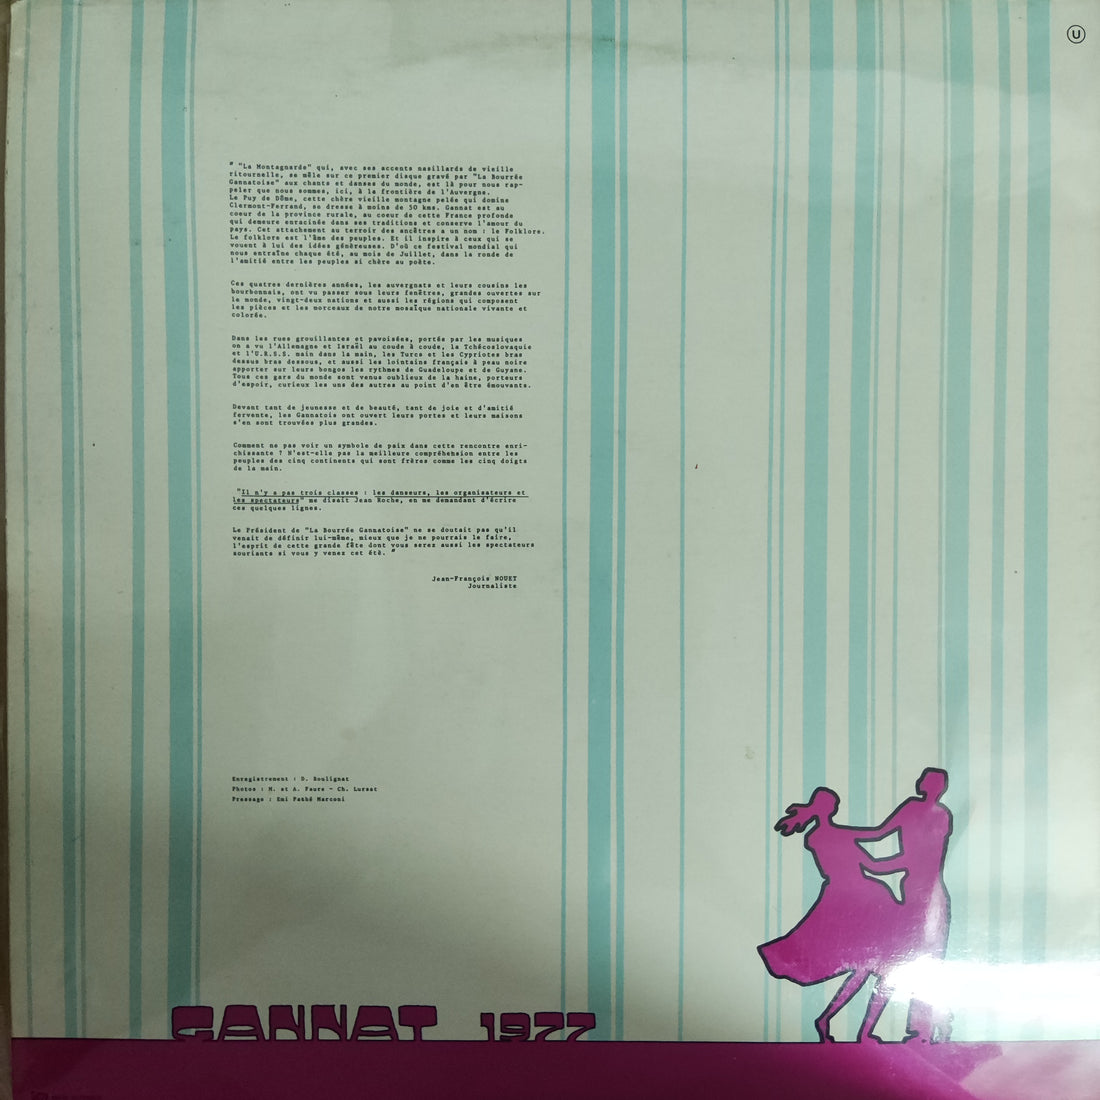 U
" "La Montagnarde" qui, avec ses accents nasillards de vieille
ritournelle, se mêle sur ce premier disque gravé par "La Bourrée
Gannatoise" aux chants et danses du monde, est là pour nous rap-
peler que nous sommes, ici, à la frontière de l'Auvergne.
Le Puy de Dôme, cette chère vieille montagne pelée qui domine
Clermont-Ferrand, se dresse à moins de 50 kms. Gannat est au
coeur de la province rurale, au coeur de cette France profonde
qui demeure enracinée dans ses traditions et conserve l'amour du
pays. Cet attachement au terroir des ancêtres a un nom : le Folklore.
Le folklore est l'âme des peuples. Et il inspire à ceux qui se
vouent à lui des idées généreuses. D'où ce festival mondial qui
nous entraîne chaque été, au mois de Juillet, dans la ronde de
l'amitié entre les peuples si chère au poète.
Ces quatres dernières années, les auvergnats et leurs cousins les
bourbonnais, ont vu passer sous leurs fenêtres, grandes ouvertes sur
le monde, vingt-deux nations et aussi les régions qui composent
les pièces et les morceaux de notre mosaïque nationale vivante et
colorée.
Dans les rues grouillantes et pavoisées, portés par les musiques
on a vu l'Allemagne et Israël au coude à coude, la Tchécoslovaquie
et l'U.R.S.S. main dans la main, les Turcs et les Cypriotes bras
dessus bras dessous, et aussi les lointains français à peau noire
apporter sur leurs bongos les rythmes de Guadeloupe et de Guyane.
Tous ces gars du monde sont venus oublieux de la haine, porteurs
d'espoir, curieux les uns des autres au point d'en être émouvants.
Devant tant de jeunesse et de beauté, tant de joie et d'amitié
fervente, les Gannatois ont ouvert leurs portes et leurs maisons
s'en sont trouvées plus grandes.
Comment ne pas voir un symbole de paix dans cette rencontre enri-
chissante ? N'est-elle pas la meilleure compréhension entre les
peuples des cinq continents qui sont frères comme les cinq doigts
de la main.
"Il n'y a pas trois classes : les danseurs, les organisateurs et
les spectateurs" me disait Jean Roche, en me demandant d'écrire
ces quelques lignes.
Le Président de "La Bourrée Gannatoise" ne se doutait pas qu'il
venait de définir lui-même, mieux que je ne pourrais le faire,
l'esprit de cette grande fête dont vous serez aussi les spectateurs
souriants si vous y venez cet été. "
Jean-François NOUET
Journaliste
Enregistrement : D. Boulignat
Photos : M. et A. Faure - Ch. Lursat
Pressage : Emi Pathé Marconi
GANNAT 1977